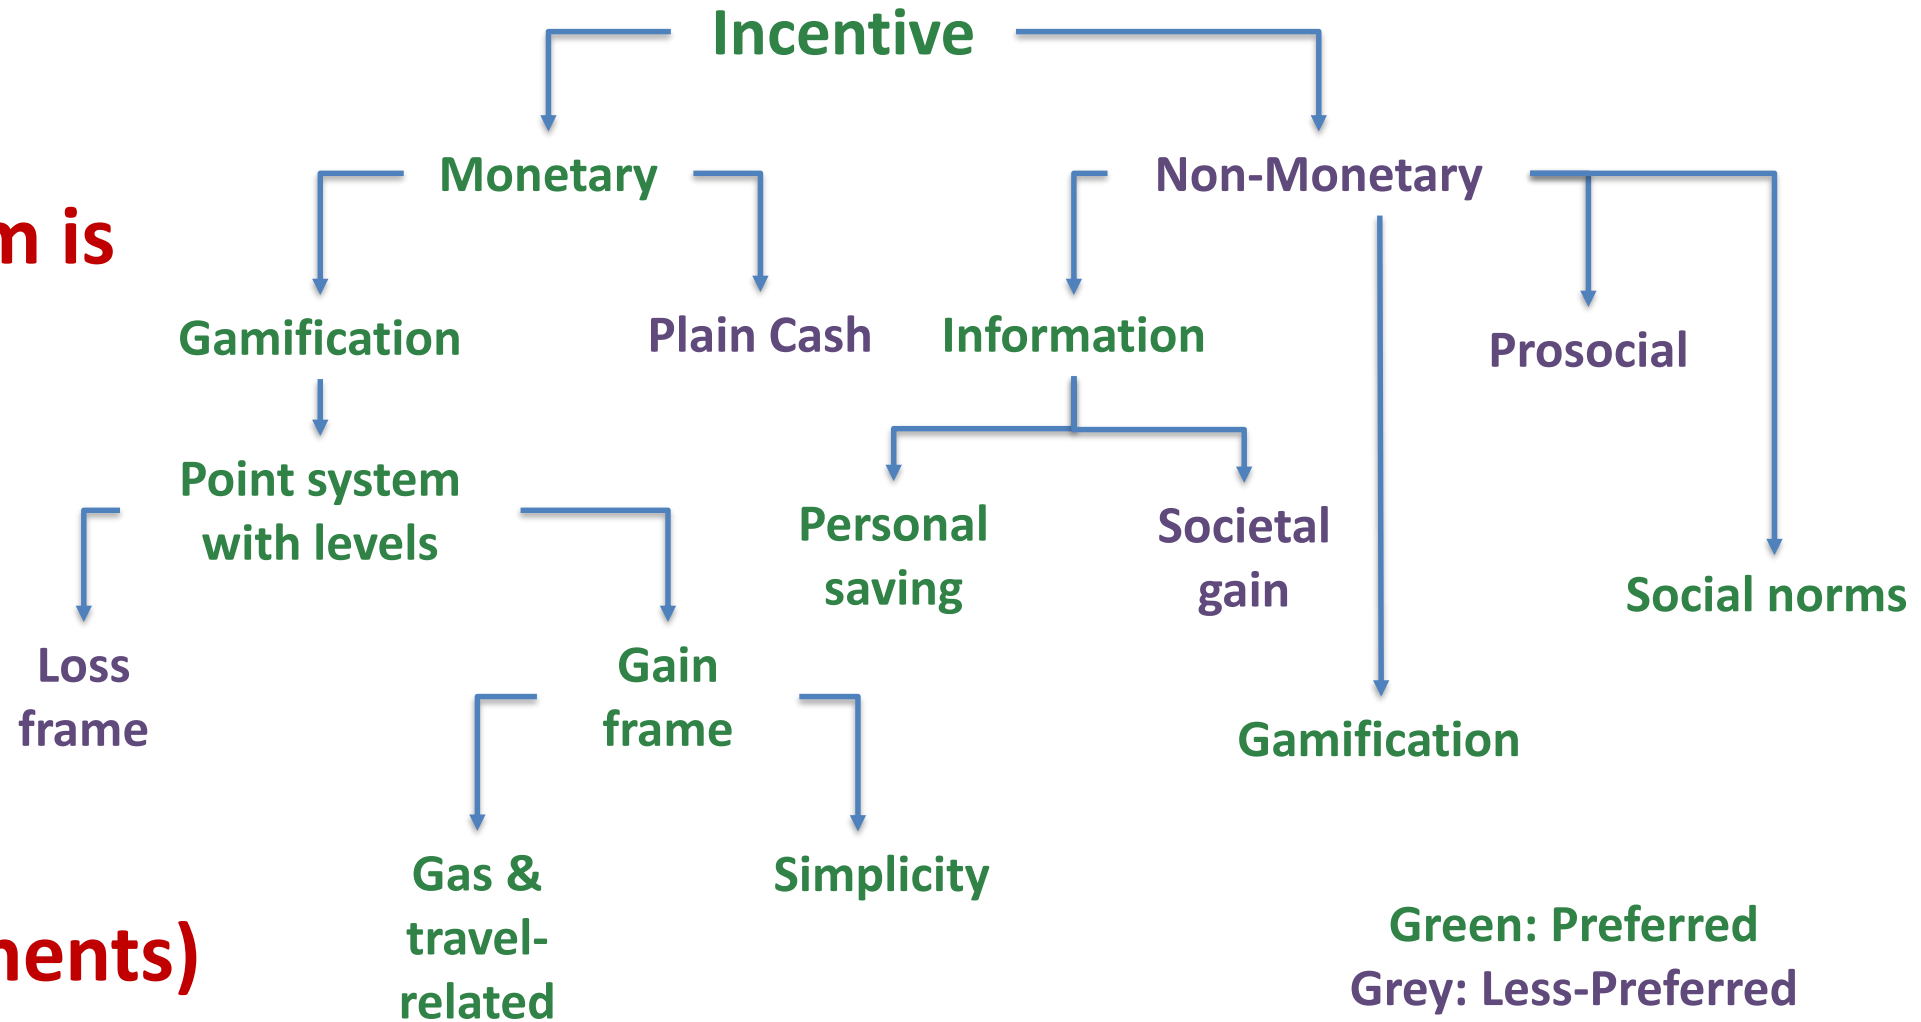 Incentive
Monetary
Non-Monetary
m is
Gamification
Plain Cash
Information
Prosocial
Point system
with levels
Personal
saving
Societal
gain
Social norms
Loss
frame
Gain
frame
Gamification
Gas &
travel-
related
Simplicity
nents)
Green: Preferred
Grey: Less-Preferred